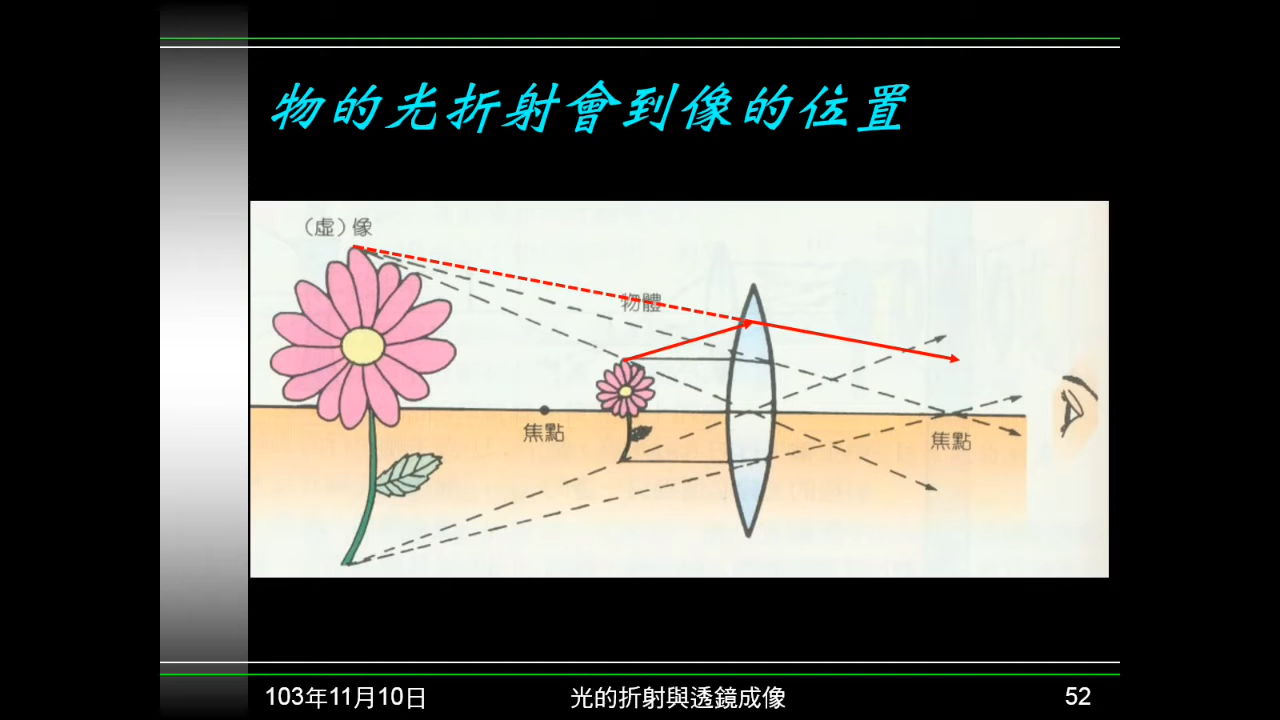 物的光折射會到像的位置
（虛）像
物體
焦點
焦點
103年11月10日
光的折射與透鏡成像
52